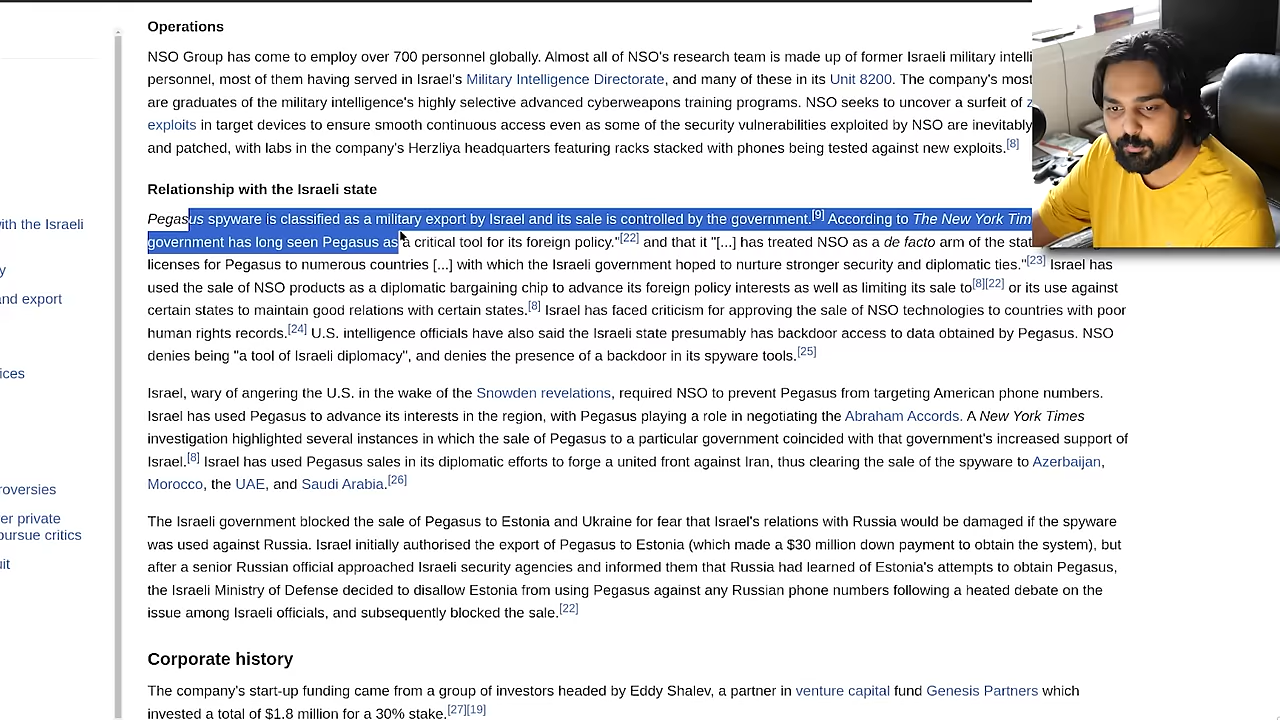 Operations
NSO Group has come to employ over 700 personnel globally. Almost all of NSO's research team is made up of former Israeli military
personnel, most of them having served in Israel's Military Intelligence Directorate, and many of these in its Unit 8200. The company's most
are graduates of the military intelligence's highly selective advanced cyberweapons training programs. NSO seeks to uncover a surfeit of
exploits in target devices to ensure smooth continuous access even as some of the security vulnerabilities exploited by NSO are inevitably
and patched, with labs in the company's Herzliya headquarters featuring racks stacked with phones being tested against new exploits.[8]
Relationship with the Israeli state
Pegasus spyware is classified as a military export by Israel and its sale is controlled by the government.[9] According to The New York
with the Israeli
government has long seen Pegasus as a critical tool for its foreign policy."[22] and that it "[...] has treated NSO as a de facto arm of the
licenses for Pegasus to numerous countries [...] with which the Israeli government hoped to nurture stronger security and diplomatic ties."[23] Israel has
used the sale of NSO products as a diplomatic bargaining chip to advance its foreign policy interests as well as limiting its sale to[8][22] or its use against
and export
certain states to maintain good relations with certain states.[8] Israel has faced criticism for approving the sale of NSO technologies to countries with poor
human rights records.[24] U.S. intelligence officials have also said the Israeli state presumably has backdoor access to data obtained by Pegasus. NSO
denies being "a tool of Israeli diplomacy", and denies the presence of a backdoor in its spyware tools.[25]
Israel, wary of angering the U.S. in the wake of the Snowden revelations, required NSO to prevent Pegasus from targeting American phone numbers.
Israel has used Pegasus to advance its interests in the region, with Pegasus playing a role in negotiating the Abraham Accords. A New York Times
investigation highlighted several instances in which the sale of Pegasus to a particular government coincided with that government's increased support of
Israel.[8] Israel has used Pegasus sales in its diplomatic efforts to forge a united front against Iran, thus clearing the sale of the spyware to Azerbaijan,
Morocco, the UAE, and Saudi Arabia.[26]
The Israeli government blocked the sale of Pegasus to Estonia and Ukraine for fear that Israel's relations with Russia would be damaged if the spyware
er private
pursue critics
was used against Russia. Israel initially authorised the export of Pegasus to Estonia (which made a $30 million down payment to obtain the system), but
after a senior Russian official approached Israeli security agencies and informed them that Russia had learned of Estonia's attempts to obtain Pegasus,
the Israeli Ministry of Defense decided to disallow Estonia from using Pegasus against any Russian phone numbers following a heated debate on the
issue among Israeli officials, and subsequently blocked the sale.[22]
Corporate history
The company's start-up funding came from a group of investors headed by Eddy Shalev, a partner in venture capital fund Genesis Partners which
invested a total of $1.8 million for a 30% stake.[27][19]